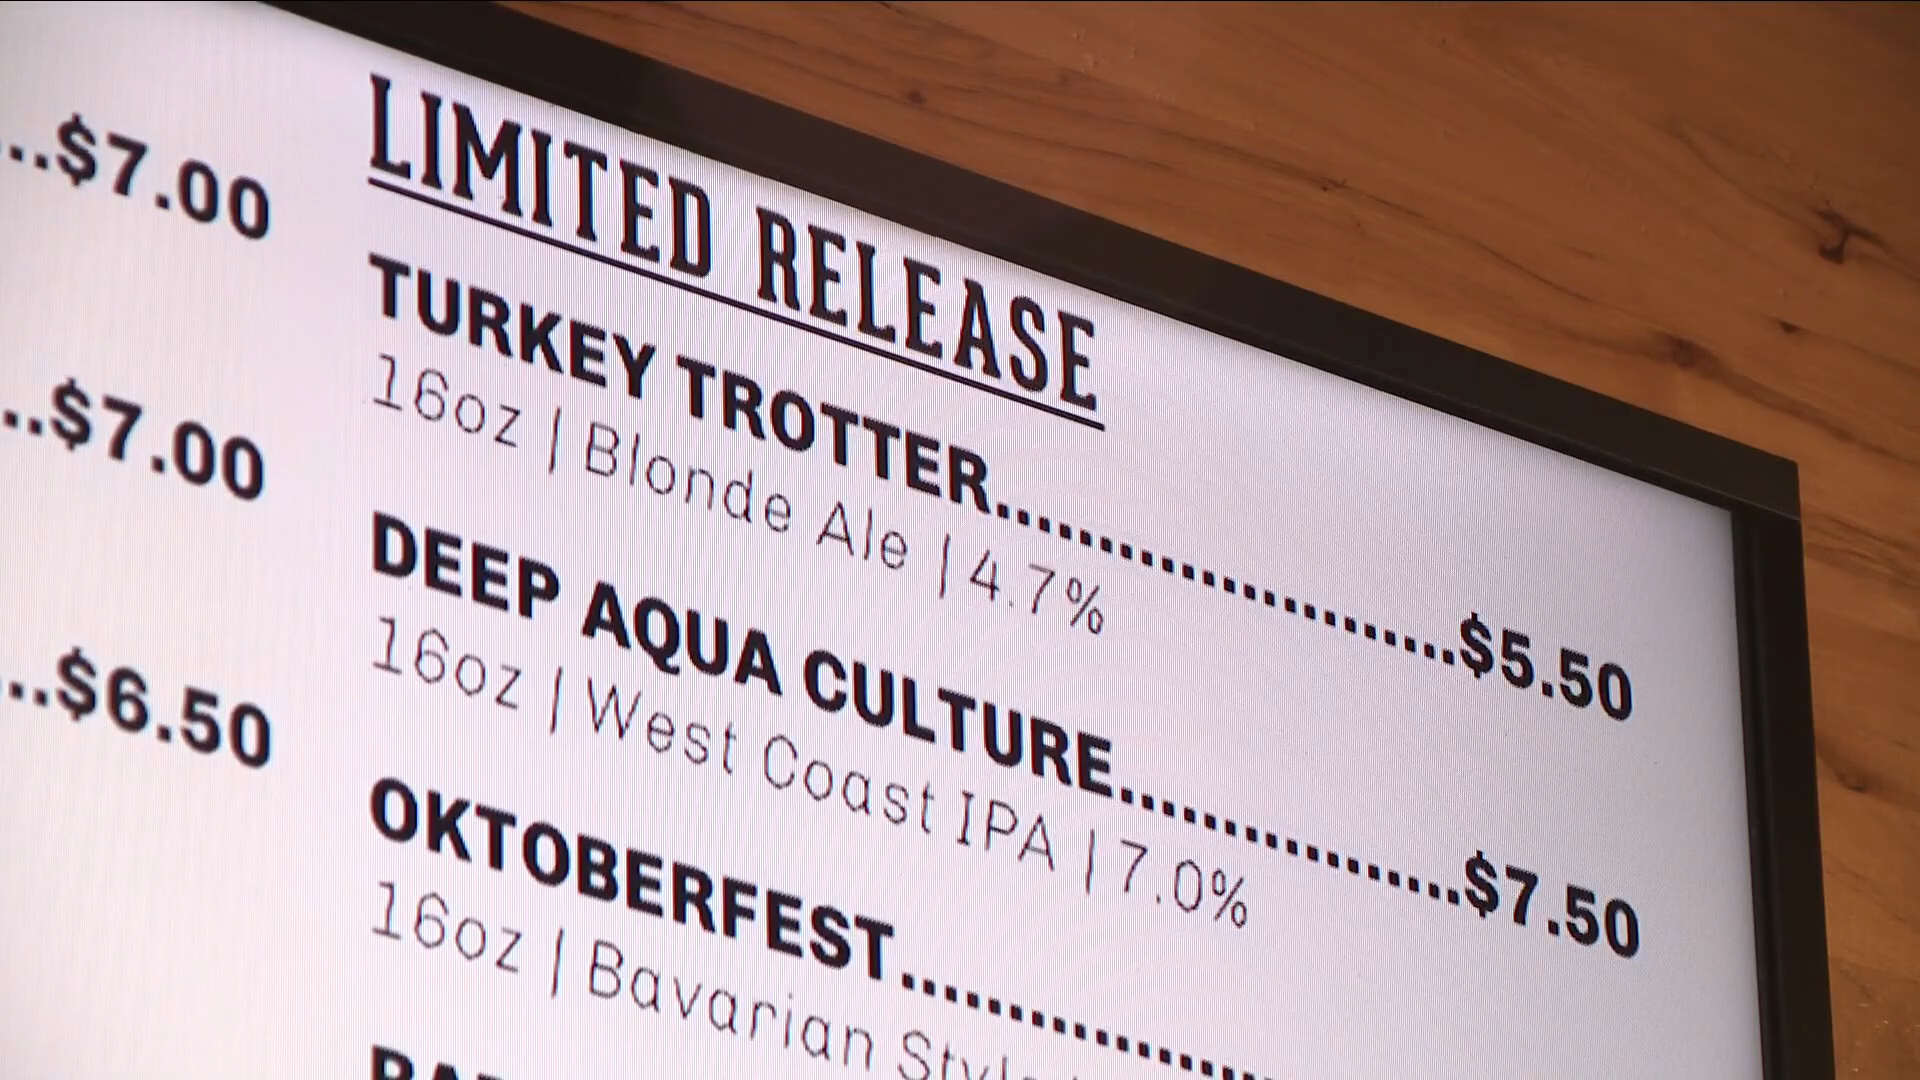 ...$7.00
...$7.00
...$6.50
LIMITED RELEASE
TURKEY TROTTER..........................$5.50
16oz | Blonde Ale | 4.7%
DEEP AQUA CULTURE...................$7.50
16oz | West Coast IPA | 7.0%
OKTOBERFEST..................
16oz | Bavarian Style